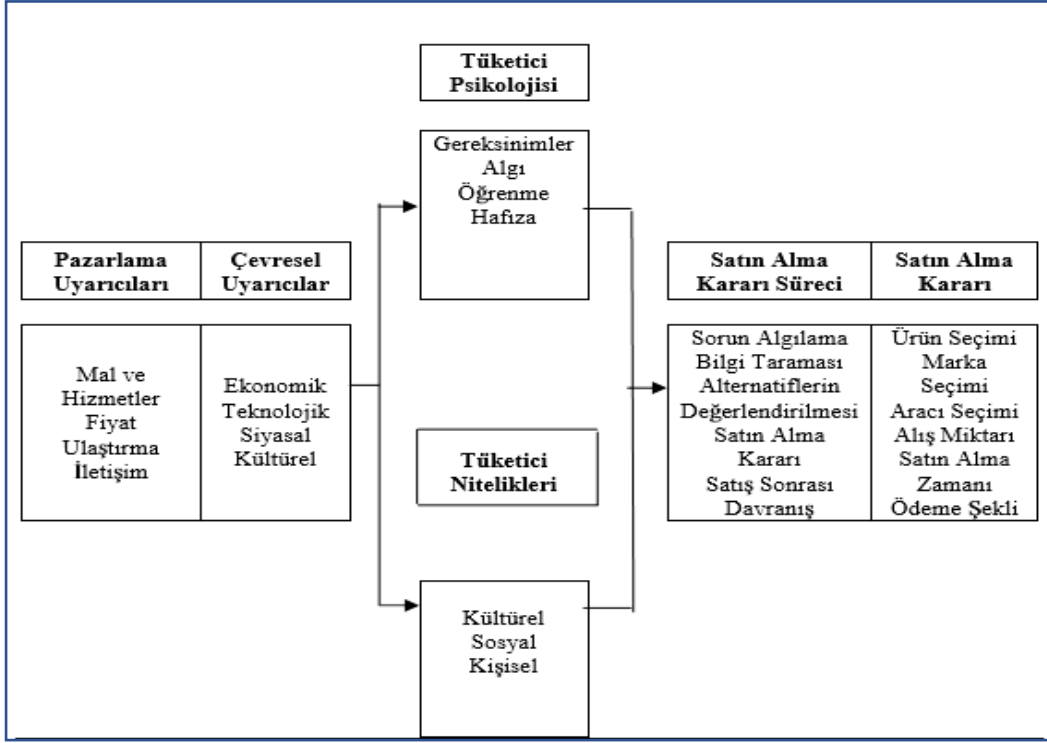 Tüketici
Psikolojisi
Gereksinimler
Algı
Öğrenme
Hafıza
Pazarlama
Uyarıcıları
Çevresel
Uyarıcılar
Mal ve
Hizmetler
Fiyat
Ulaştırma
İletişim
Ekonomik
Teknolojik
Siyasal
Kültürel
Tüketici
Nitelikleri
Kültürel
Sosyal
Kişisel
Satın Alma
Kararı Süreci
Satın Alma
Kararı
Sorun Algılama
Bilgi Taraması
Alternatiflerin
Değerlendirilmesi
Satın Alma
Kararı
Satış Sonrası
Davranış
Ürün Seçimi
Marka
Seçimi
Aracı Seçimi
Alış Miktarı
Satın Alma
Zamanı
Ödeme Şekli